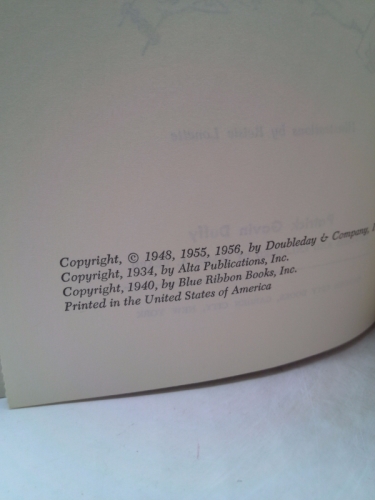 Copyright, © 1948, 1955, 1956, by Doubleday & Company,
Copyright, 1934, by Alta Publications, Inc.
Copyright, 1940, by Blue Ribbon Books, Inc.
Printed in the United States of America